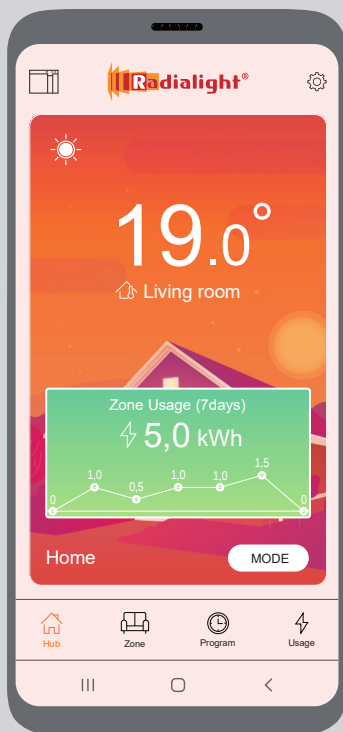 Radialight®
19.0°
Living room
Zone Usage (7days)
5,0 kWh
0 1,0 0,5 1,0 1,0 1,5 0
Home MODE
Hub Zone Program Usage